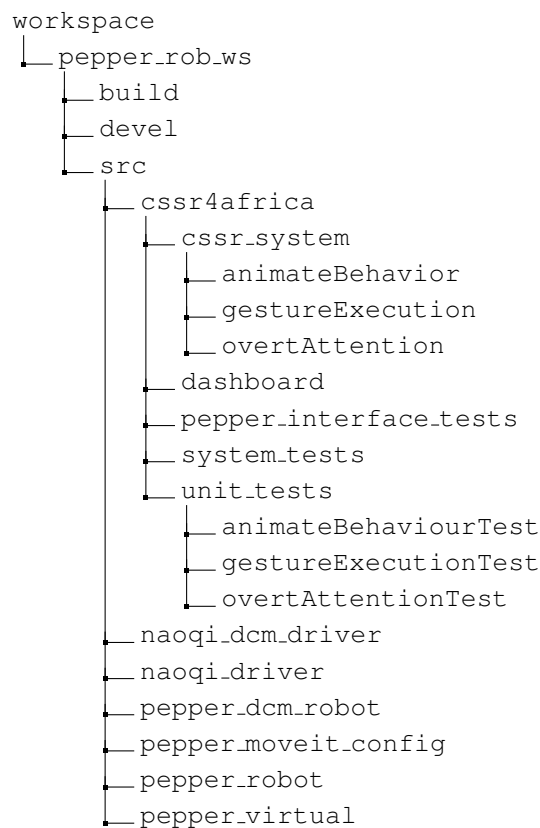 workspace
pepper_rob_ws
build
devel
src
cssr4africa
cssr_system
animateBehavior
gestureExecution
overtAttention
dashboard
pepper_interface_tests
system_tests
unit_tests
animateBehaviourTest
gestureExecutionTest
overtAttentionTest
naoqi_dcm_driver
naoqi_driver
pepper_dcm_robot
pepper_moveit_config
pepper_robot
pepper_virtual